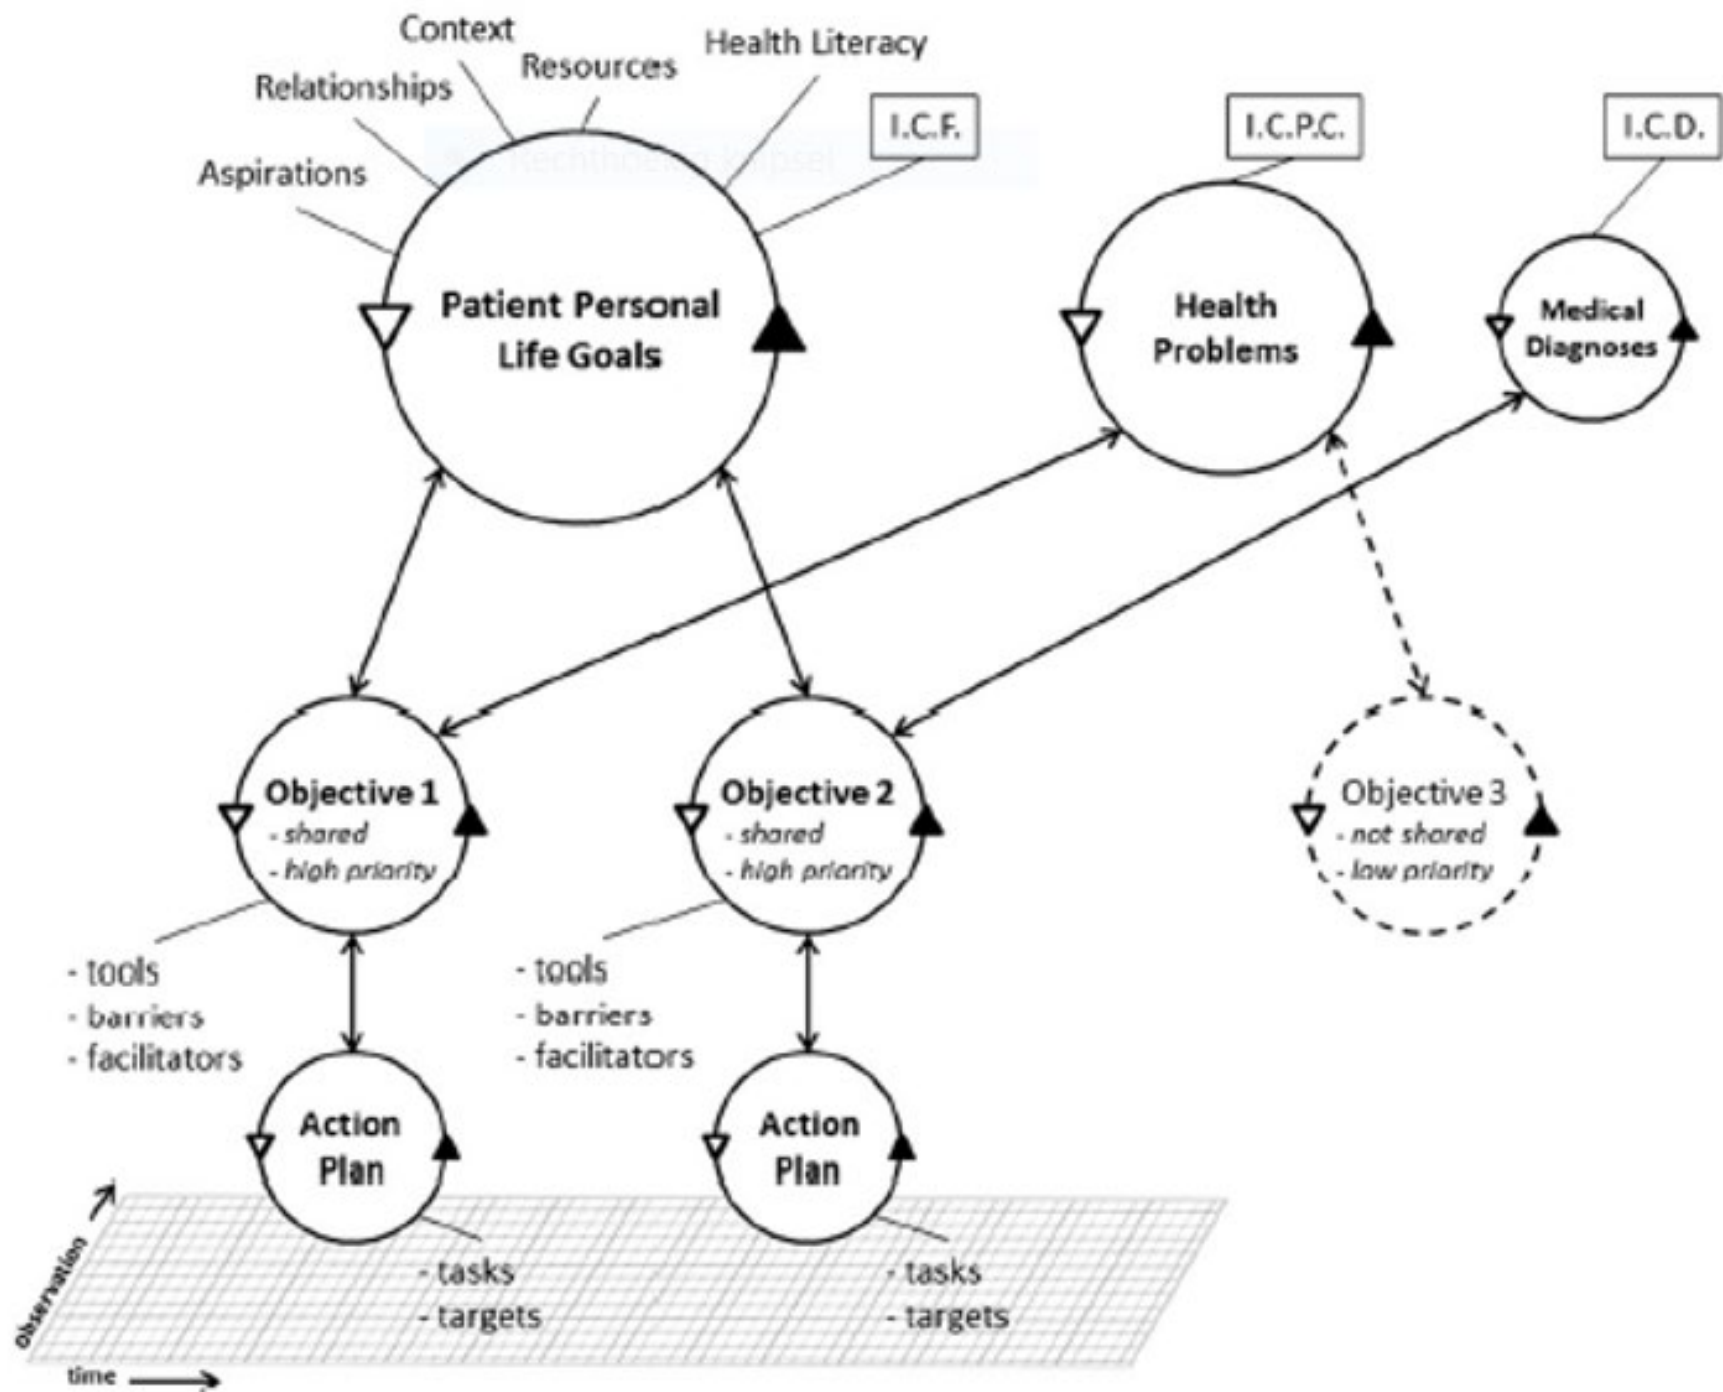 Context
Health Literacy
Resources
Relationships
I.C.F.
I.C.P.C.
I.C.D.
Aspirations
Patient Personal
Life Goals
Health
Problems
Medical
Diagnoses
Objective 1
- shared
- high priority
Objective 2
- shared
- high priority
Objective 3
- not shared
- low priority
- tools
- barriers
- facilitators
- tools
- barriers
- facilitators
Action
Plan
Action
Plan
- tasks
- targets
- tasks
- targets
Observation
time